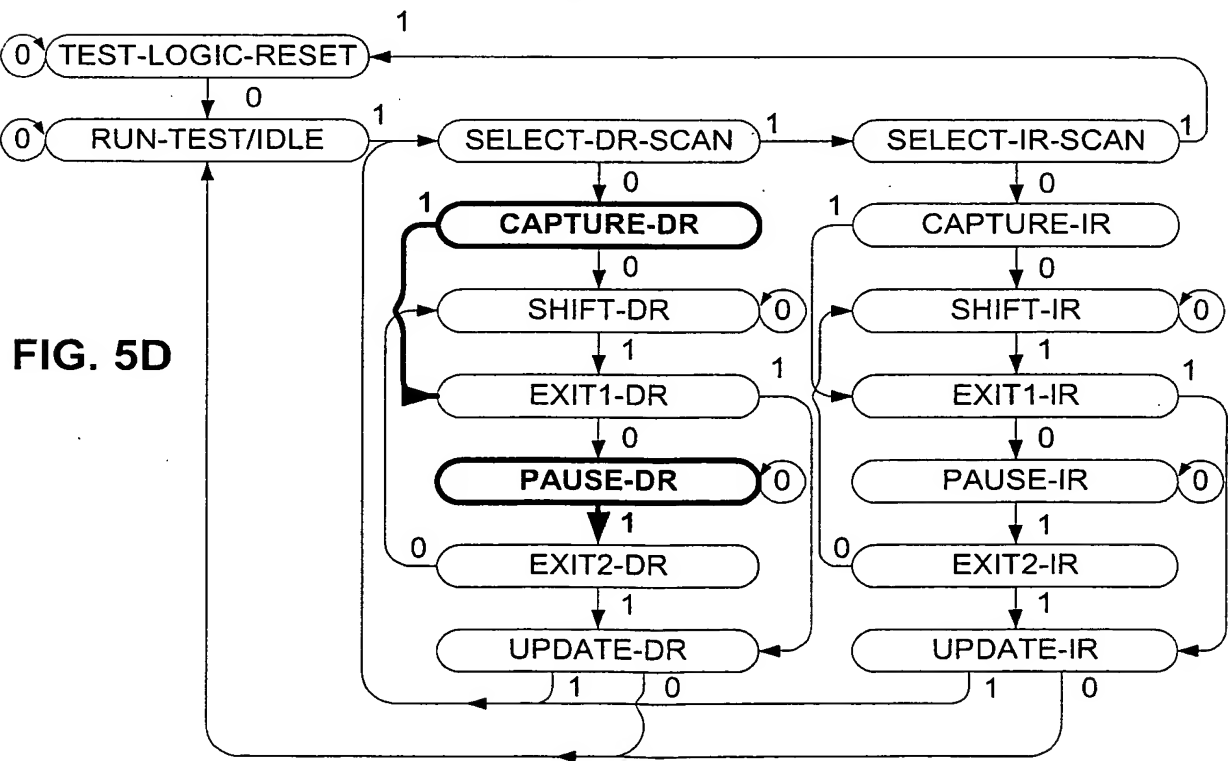 1
0 TEST-LOGIC-RESET
0
0 RUN-TEST/IDLE 1 SELECT-DR-SCAN 1 SELECT-IR-SCAN 1
0 0
1 CAPTURE-DR 1 CAPTURE-IR
0 0
SHIFT-DR 0 SHIFT-IR 0
1 1
FIG. 5D
EXIT1-DR 1 EXIT1-IR 1
0 0
PAUSE-DR 0 PAUSE-IR 0
1 1
0 EXIT2-DR 0 EXIT2-IR
1 1
UPDATE-DR UPDATE-IR
1 0 1 0